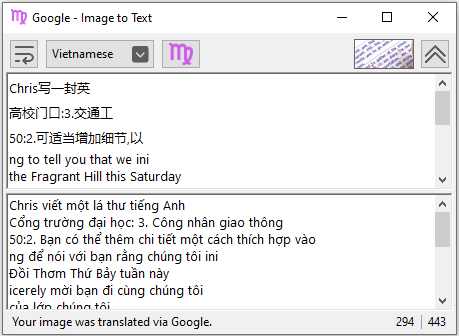 Google - Image to Text
Vietnamese
Chris写一封英
高校门口:3.交通工
50:2.可适当增加细节,以
ng to tell you that we ini
the Fragrant Hill this Saturday
Chris viết một lá thư tiếng Anh
Cổng trường đại học: 3. Công nhân giao thông
50:2. Bạn có thể thêm chi tiết một cách thích hợp vào
ng để nói với bạn rằng chúng tôi ini
Đồi Thơm Thứ Bảy tuần này
icerely mời bạn đi cùng chúng tôi
của lớp chúng tôi
Your image was translated via Google.
294
443